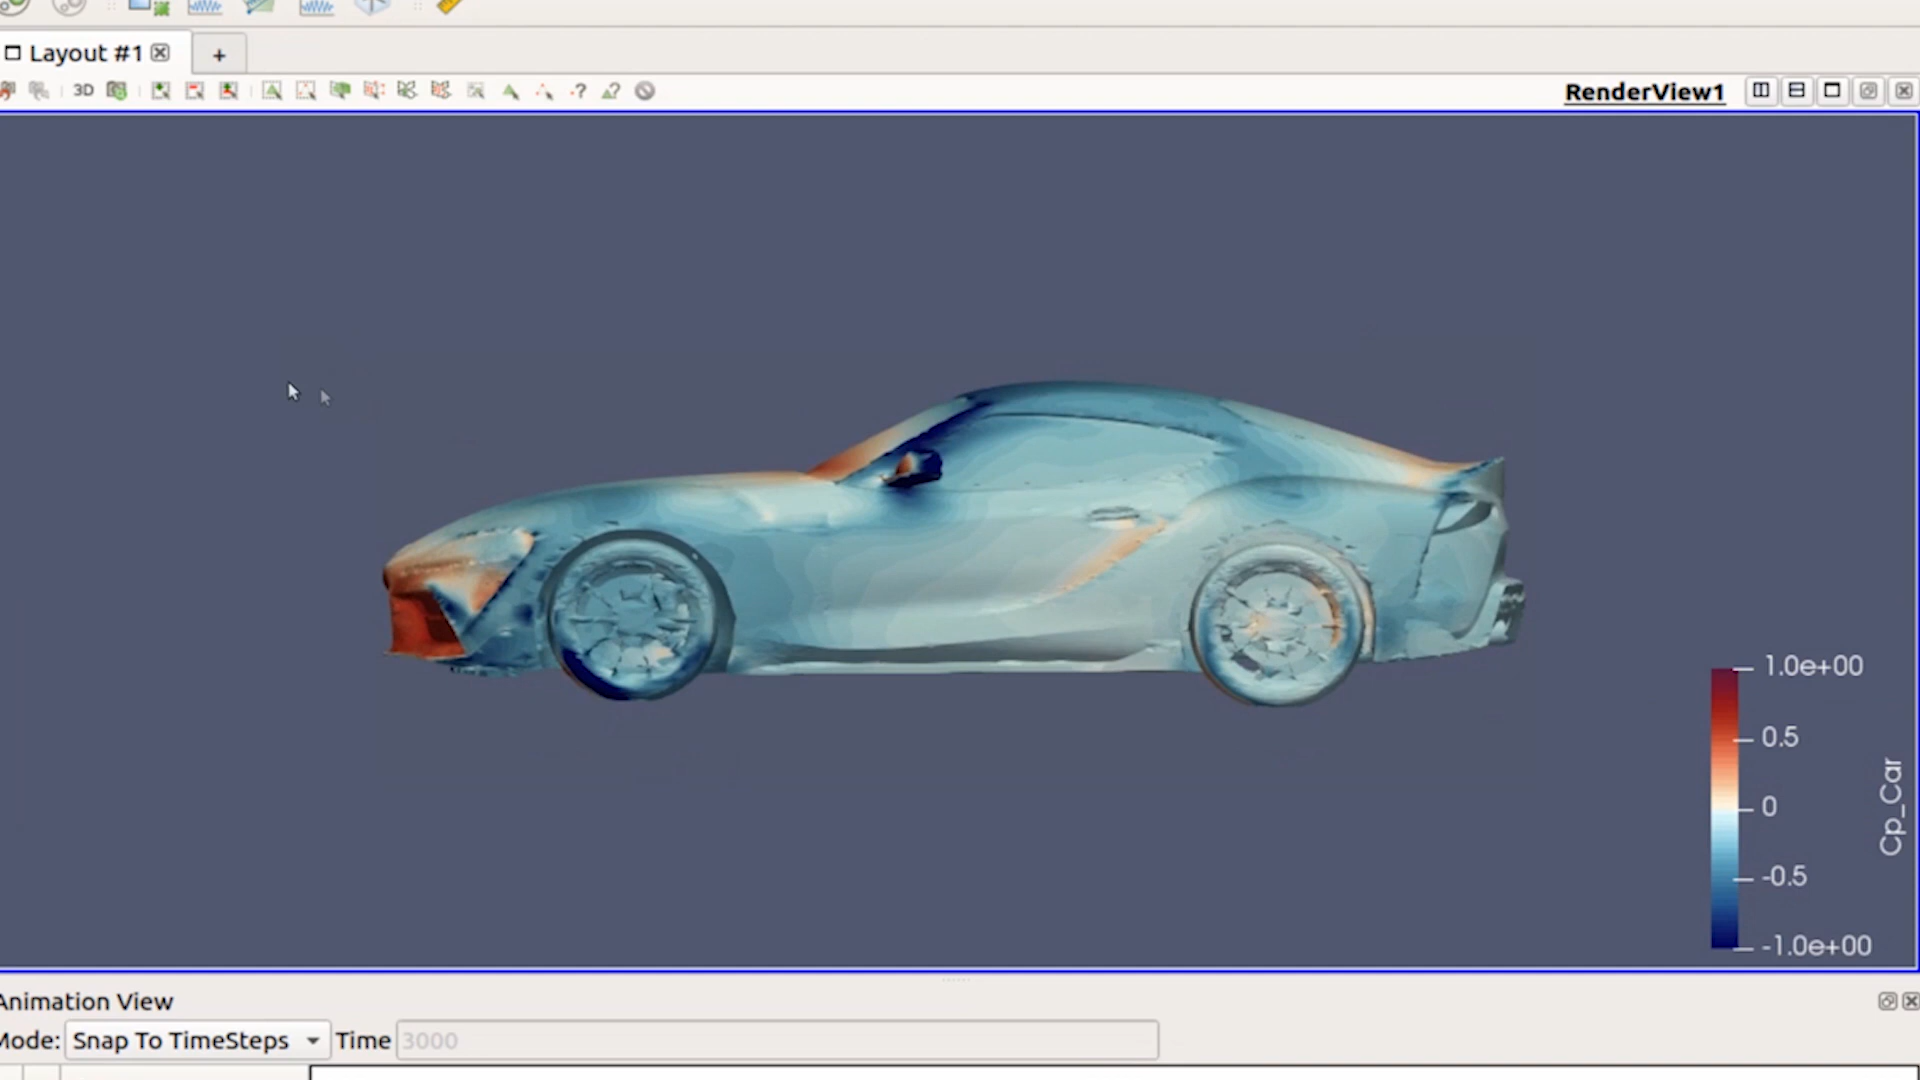 Layout #1
+
3D
? ?
RenderView1
1.0e+00
0.5
0
-0.5
-1.0e+00
Cp_Car
Animation View
Mode: Snap To TimeSteps Time 3000